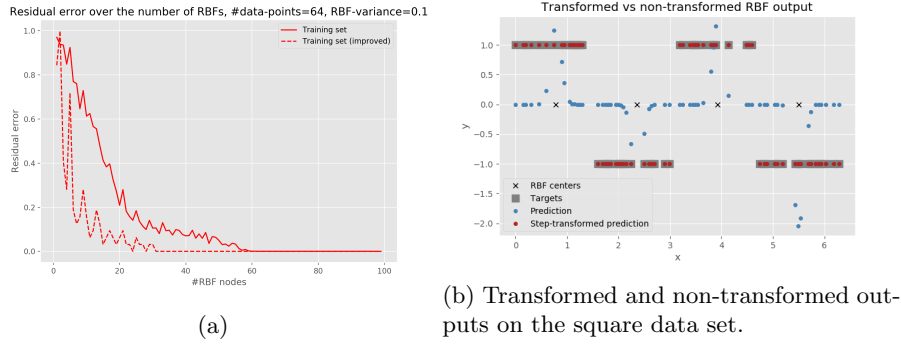 Residual error over the number of RBFs, #data-points=64, RBF-variance=0.1
Training set
Training set (improved)
1.0
0.8
0.6
0.4
0.2
0.0
Residual error
0
20
40
60
80
100
#RBF nodes
(a)
Transformed vs non-transformed RBF output
1.0
0.5
0.0
−0.5
−1.0
−1.5
−2.0
y
RBF centers
Targets
Prediction
Step-transformed prediction
0
1
2
3
4
5
6
x
(b) Transformed and non-transformed out-
puts on the square data set.